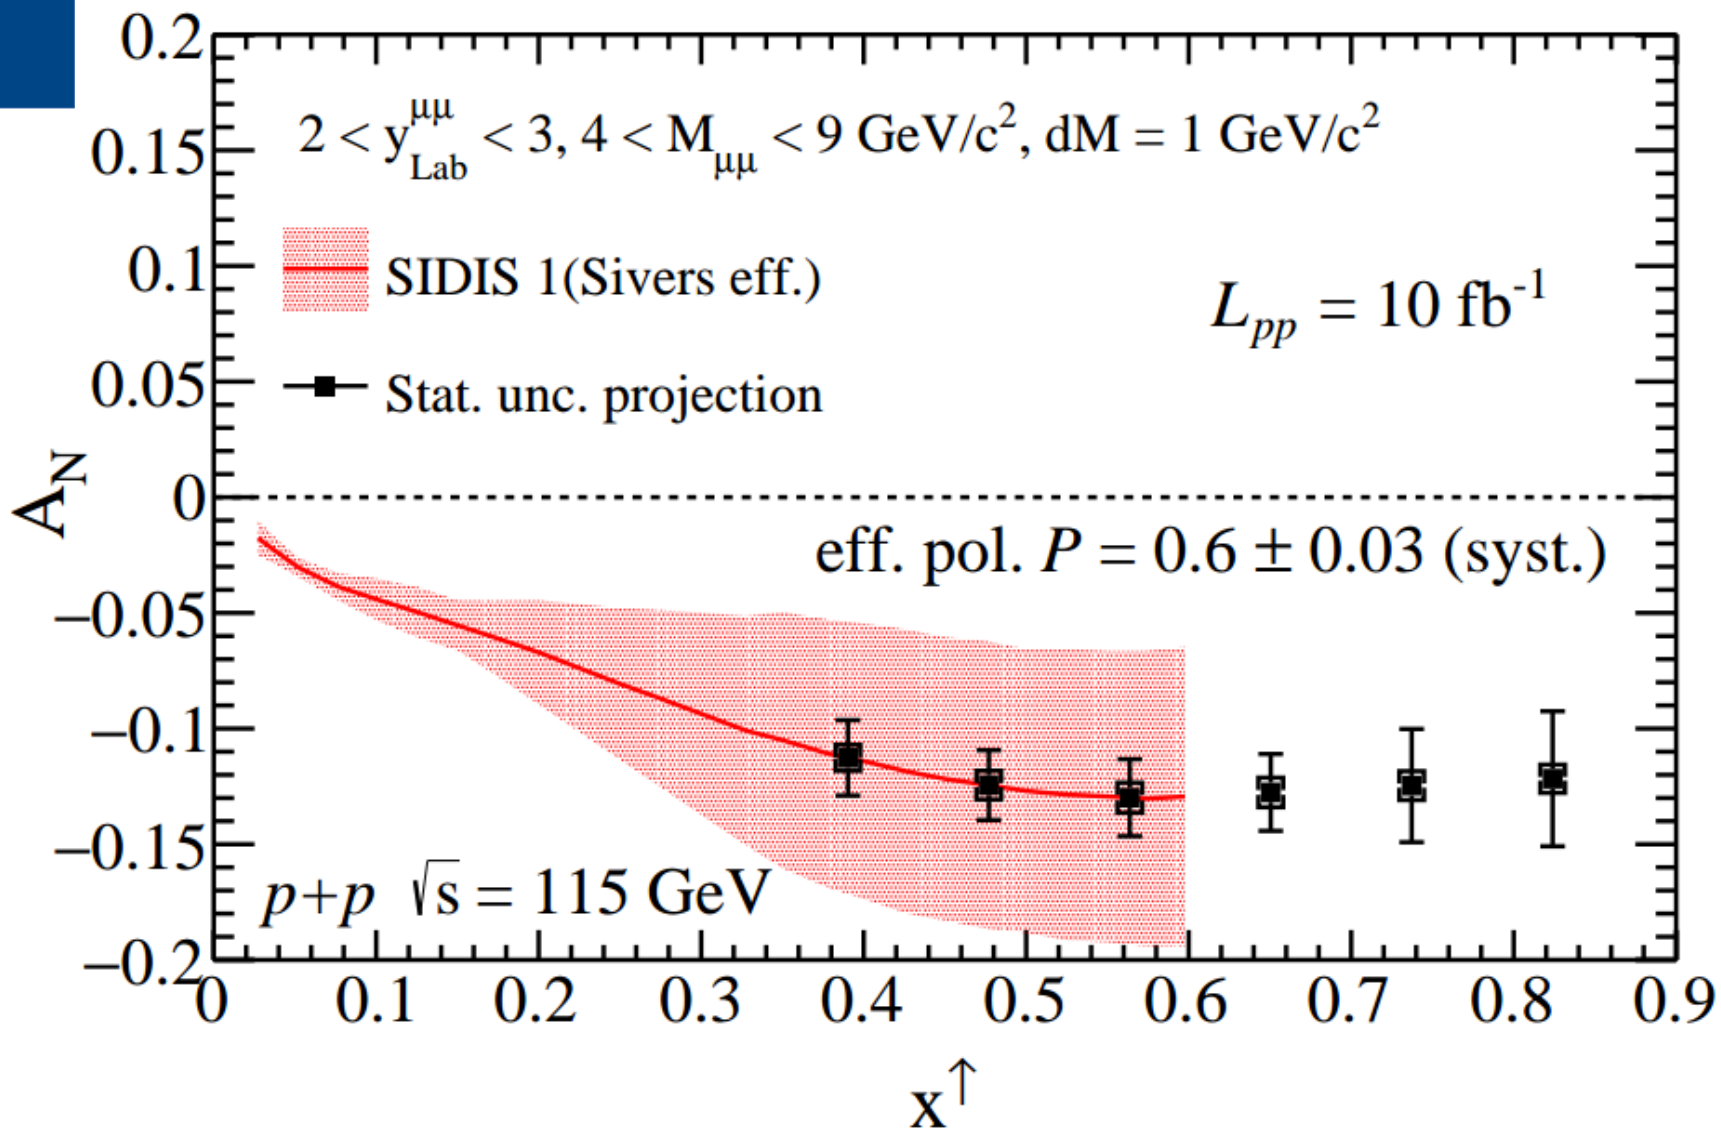 0.2
0.15
0.1
0.05
0
−0.05
−0.1
−0.15
−0.2
A_N
2 < y_Lab^μμ < 3, 4 < M_μμ < 9 GeV/c², dM = 1 GeV/c²
SIDIS 1(Sivers eff.)
L_pp = 10 fb⁻¹
Stat. unc. projection
eff. pol. P = 0.6 ± 0.03 (syst.)
p+p √s = 115 GeV
0 0.1 0.2 0.3 0.4 0.5 0.6 0.7 0.8 0.9
x↑